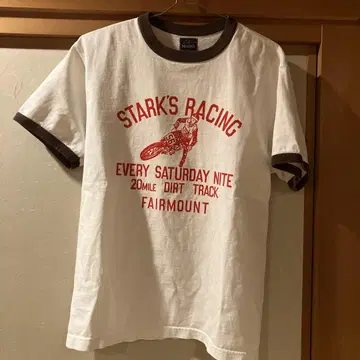 STARK'S RACING
EVERY SATURDAY NITE
20MILE DIRT TRACK
FAIRMOUNT